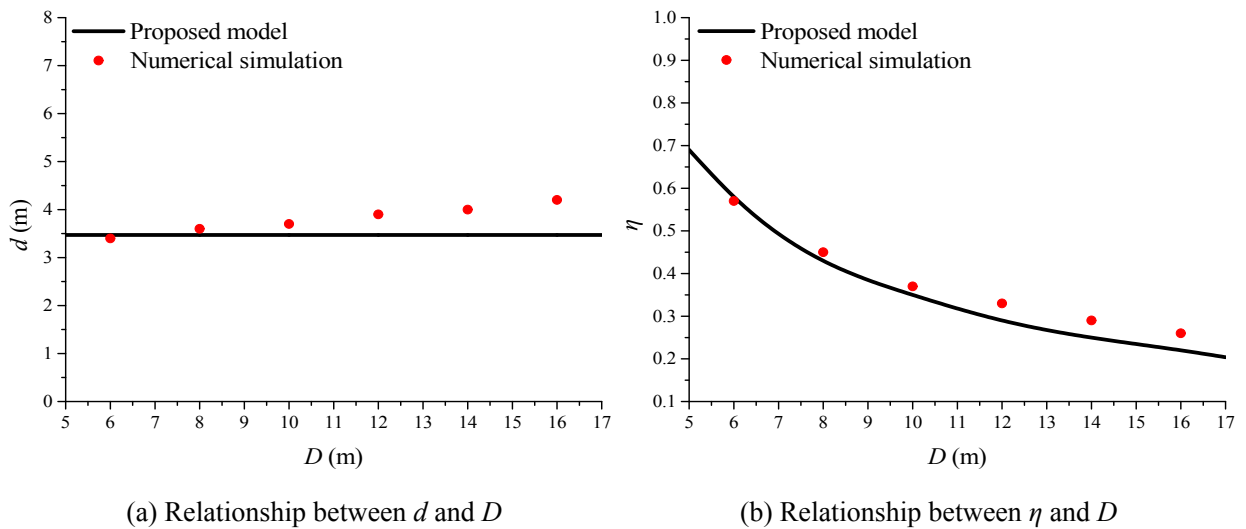 8
7
6
5
4
3
2
1
0
d (m)
Proposed model
Numerical simulation
5 6 7 8 9 10 11 12 13 14 15 16 17
D (m)
(a) Relationship between d and D
1.0
0.9
0.8
0.7
0.6
0.5
0.4
0.3
0.2
0.1
η
Proposed model
Numerical simulation
5 6 7 8 9 10 11 12 13 14 15 16 17
D (m)
(b) Relationship between η and D